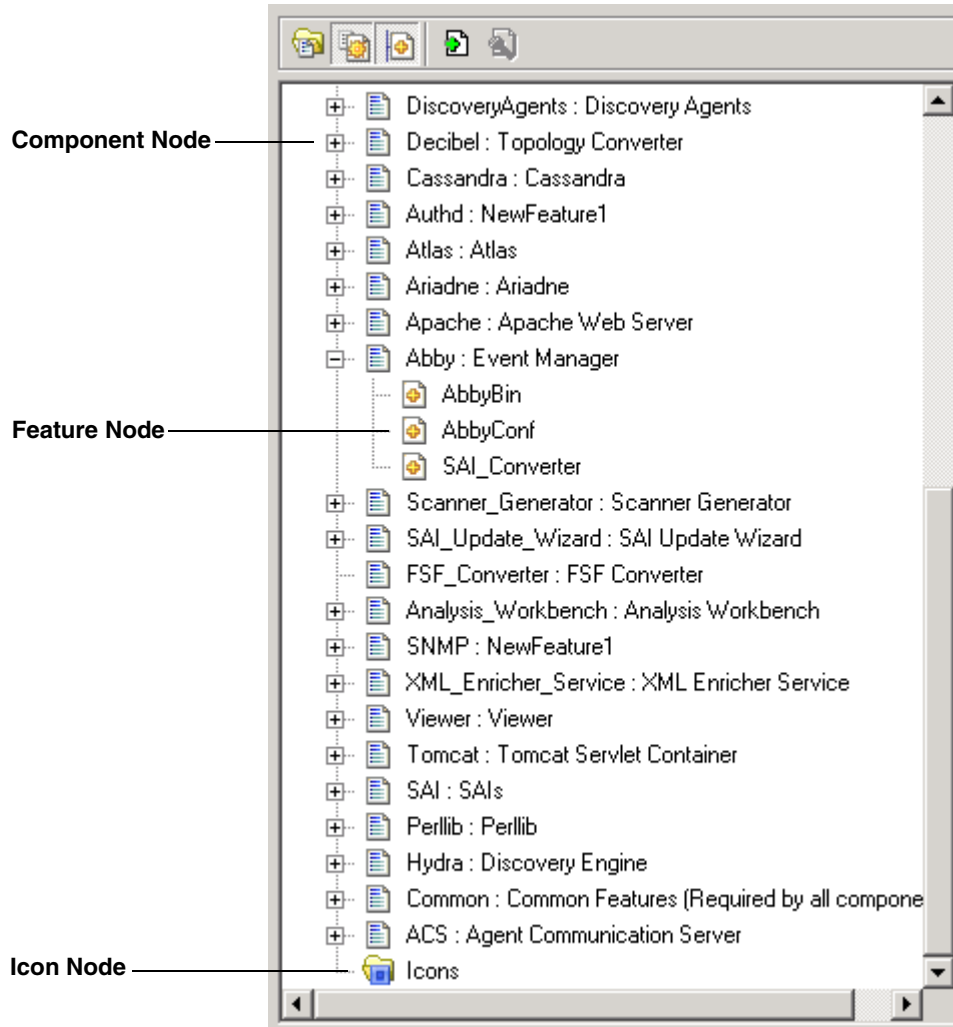 DiscoveryAgents : Discovery Agents
Component Node
Decibel : Topology Converter
Cassandra : Cassandra
Authd : NewFeature1
Atlas : Atlas
Ariadne : Ariadne
Apache : Apache Web Server
Abby : Event Manager
AbbyBin
Feature Node
AbbyConf
SAI_Converter
Scanner_Generator : Scanner Generator
SAI_Update_Wizard : SAI Update Wizard
FSF_Converter : FSF Converter
Analysis_Workbench : Analysis Workbench
SNMP : NewFeature1
XML_Enricher_Service : XML Enricher Service
Viewer : Viewer
Tomcat : Tomcat Servlet Container
SAI : SAIs
Perllib : Perllib
Hydra : Discovery Engine
Common : Common Features (Required by all compone
ACS : Agent Communication Server
Icon Node
Icons